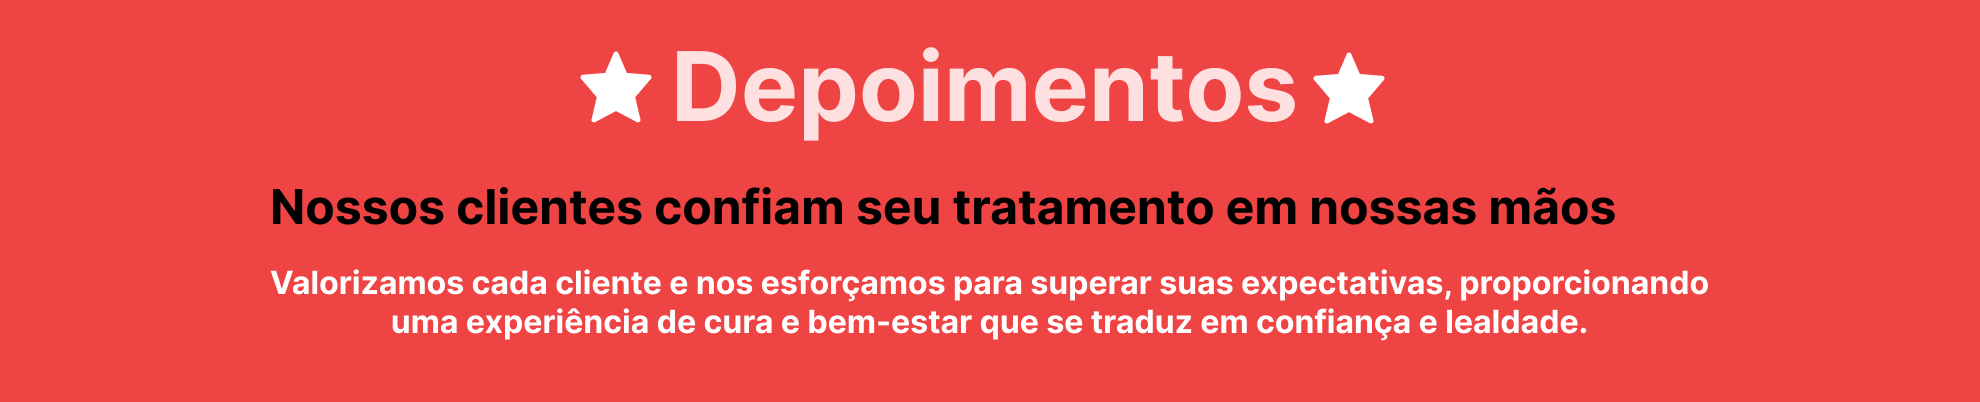 Depoimentos
Nossos clientes confiam seu tratamento em nossas mãos
Valorizamos cada cliente e nos esforçamos para superar suas expectativas, proporcionando
uma experiência de cura e bem-estar que se traduz em confiança e lealdade.